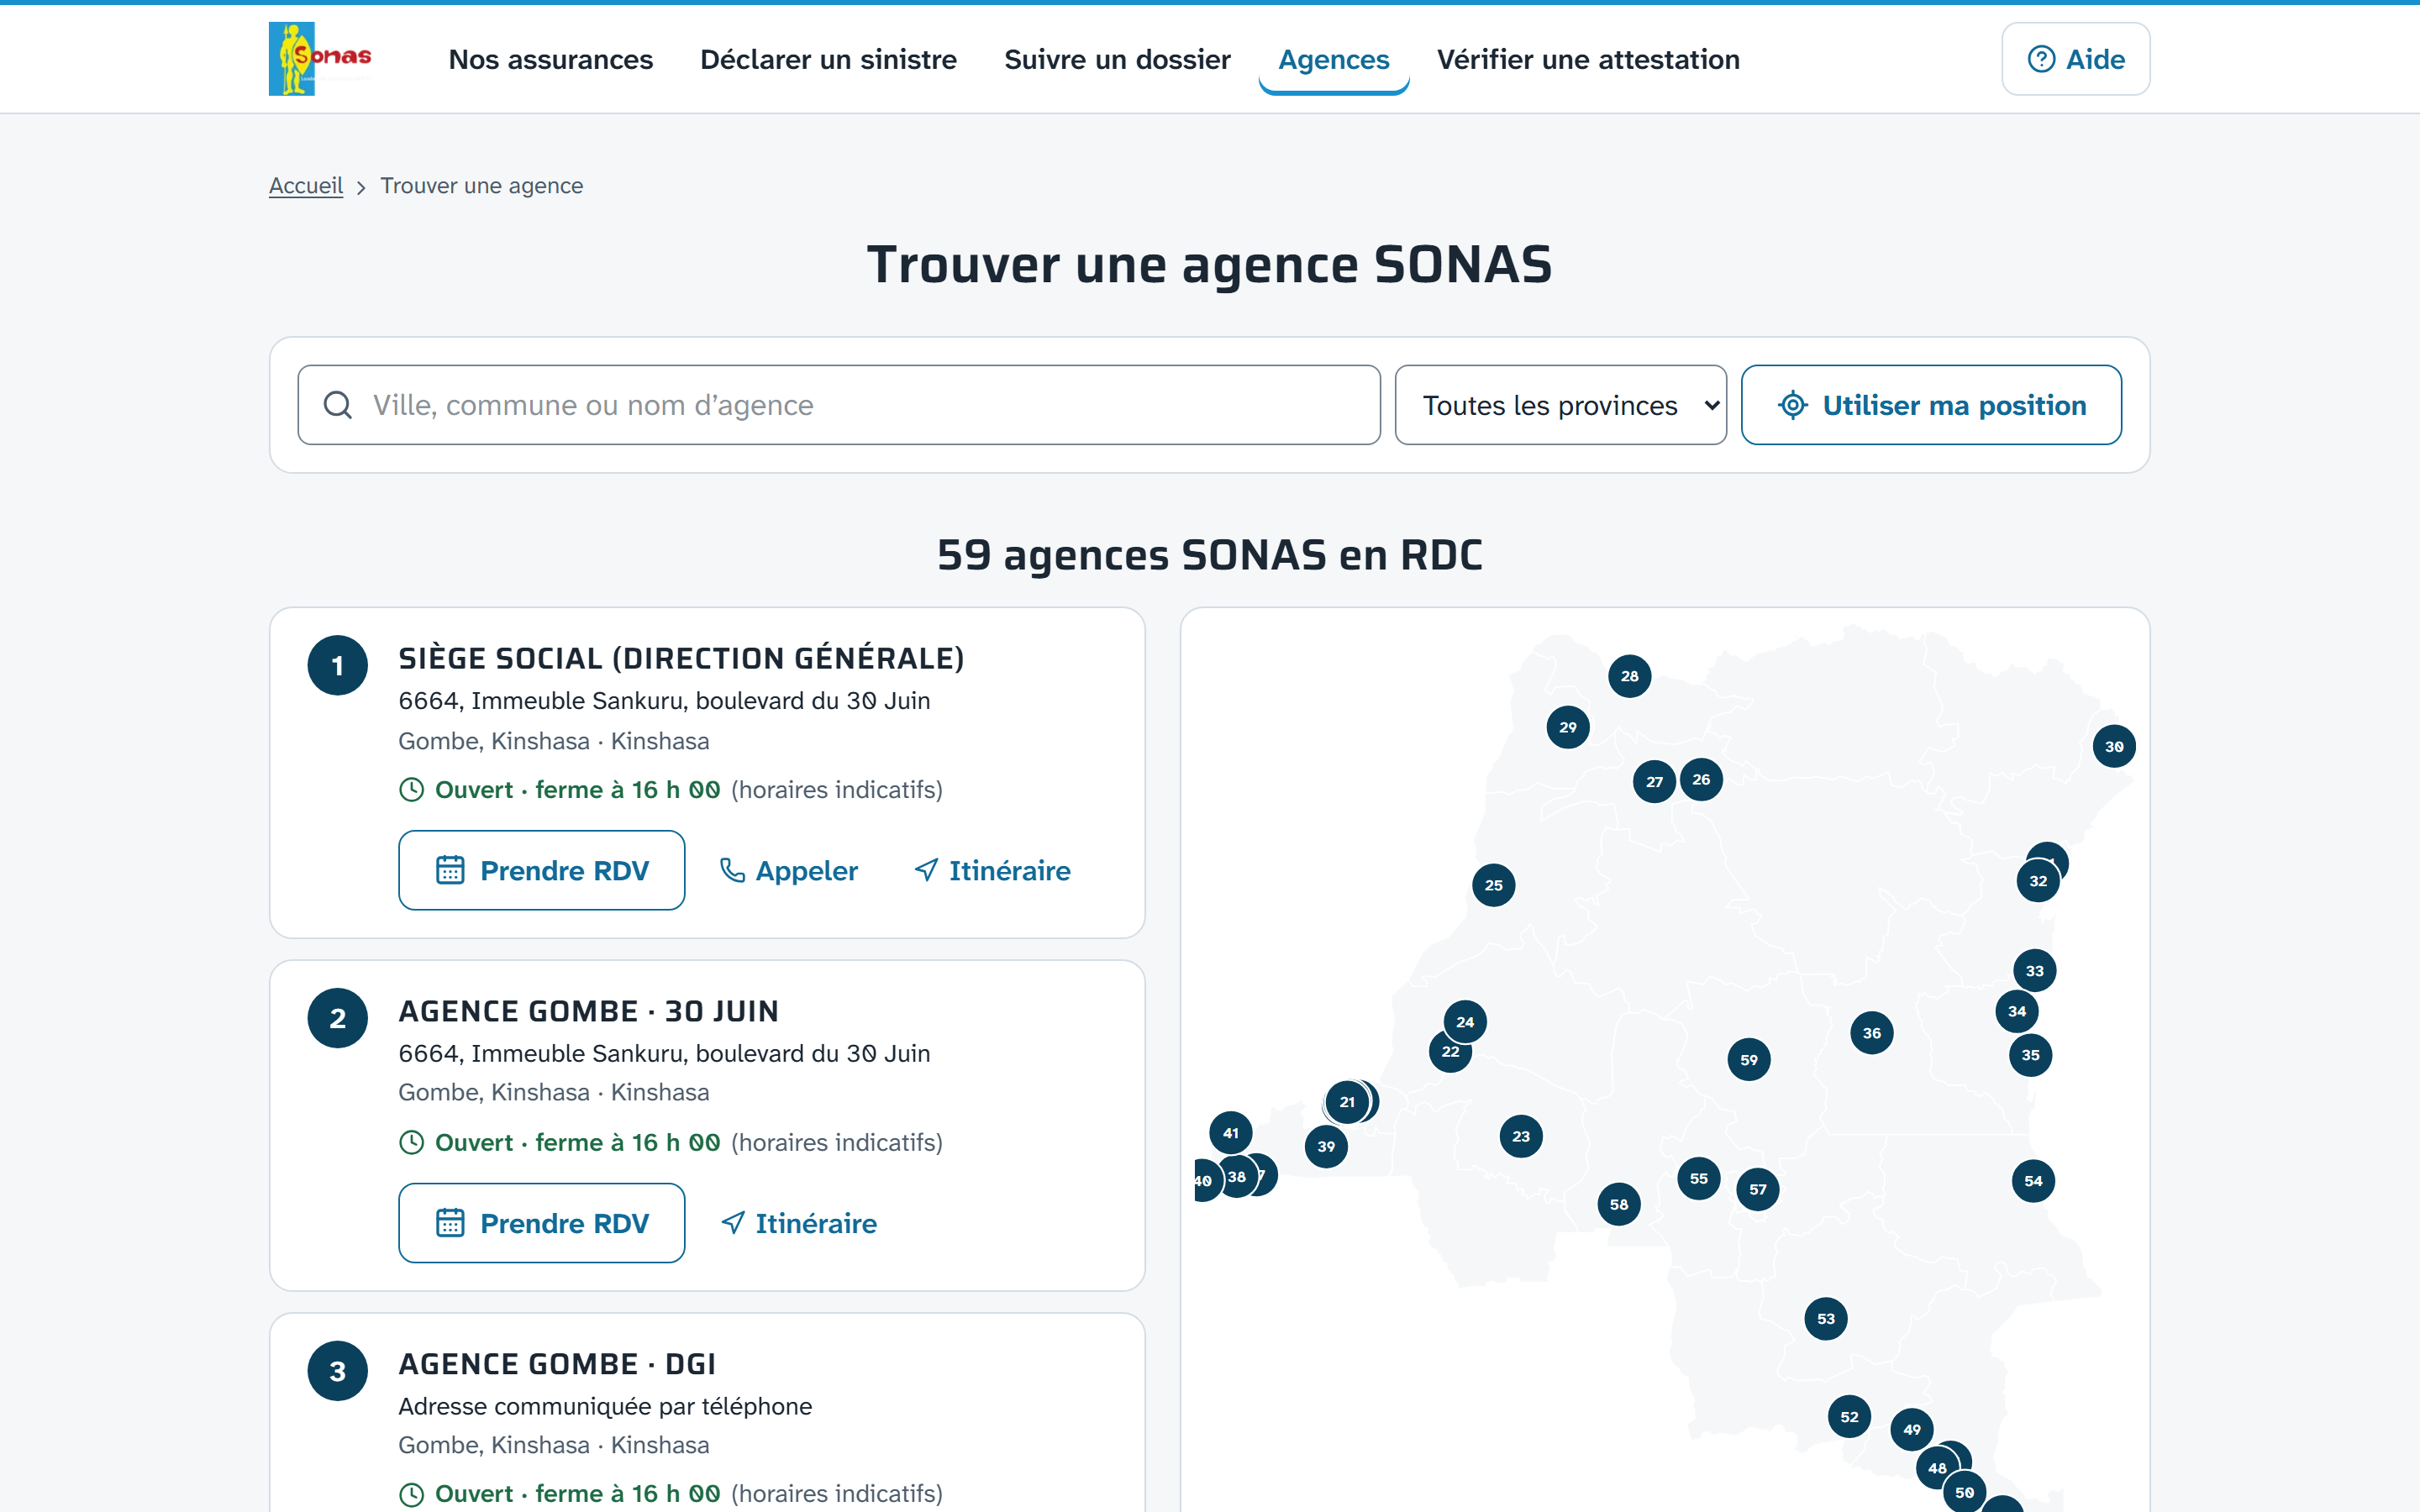 Sonas
Nos assurances
Déclarer un sinistre
Suivre un dossier
Agences
Vérifier une attestation
Aide
Accueil > Trouver une agence
Trouver une agence SONAS
Ville, commune ou nom d’agence
Toutes les provinces
Utiliser ma position
59 agences SONAS en RDC
1
SIÈGE SOCIAL (DIRECTION GÉNÉRALE)
6664, Immeuble Sankuru, boulevard du 30 Juin
Gombe, Kinshasa · Kinshasa
Ouvert · ferme à 16 h 00 (horaires indicatifs)
Prendre RDV
Appeler
Itinéraire
2
AGENCE GOMBE · 30 JUIN
6664, Immeuble Sankuru, boulevard du 30 Juin
Gombe, Kinshasa · Kinshasa
Ouvert · ferme à 16 h 00 (horaires indicatifs)
Prendre RDV
Itinéraire
3
AGENCE GOMBE · DGI
Adresse communiquée par téléphone
Gombe, Kinshasa · Kinshasa
Ouvert · ferme à 16 h 00 (horaires indicatifs)
28
29
30
27
26
32
25
33
34
24
36
22
35
59
21
41
23
39
55
38
40
54
57
58
53
52
49
48
50